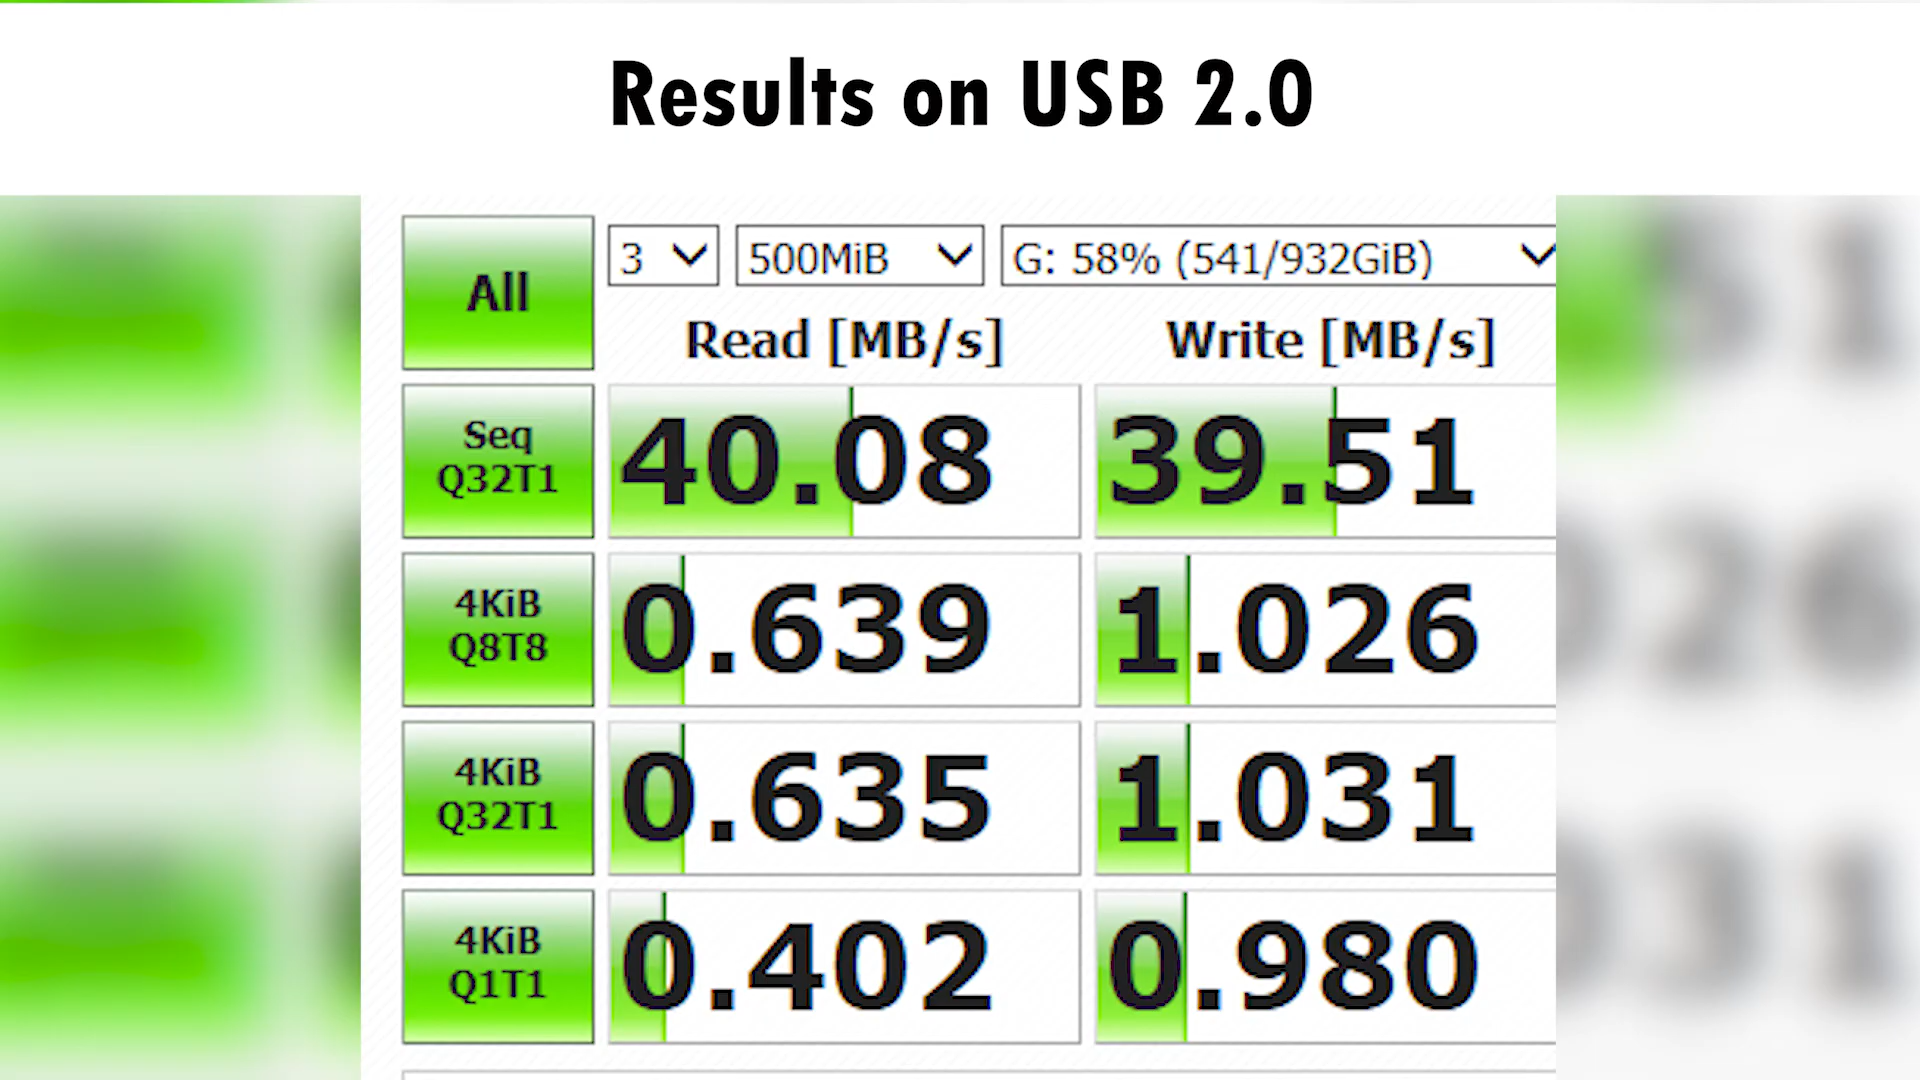 Results on USB 2.0
All
3
500MiB
G: 58% (541/932GiB)
Read [MB/s]
Write [MB/s]
Seq
Q32T1
40.08
39.51
4KiB
Q8T8
0.639
1.026
4KiB
Q32T1
0.635
1.031
4KiB
Q1T1
0.402
0.980